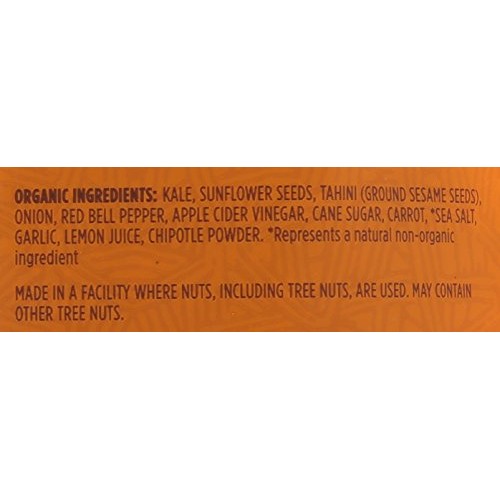 ORGANIC INGREDIENTS: KALE, SUNFLOWER SEEDS, TAHINI (GROUND SESAME SEEDS),
ONION, RED BELL PEPPER, APPLE CIDER VINEGAR, CANE SUGAR, CARROT, *SEA SALT,
GARLIC, LEMON JUICE, CHIPOTLE POWDER. *Represents a natural non-organic
ingredient
MADE IN A FACILITY WHERE NUTS, INCLUDING TREE NUTS, ARE USED. MAY CONTAIN
OTHER TREE NUTS.